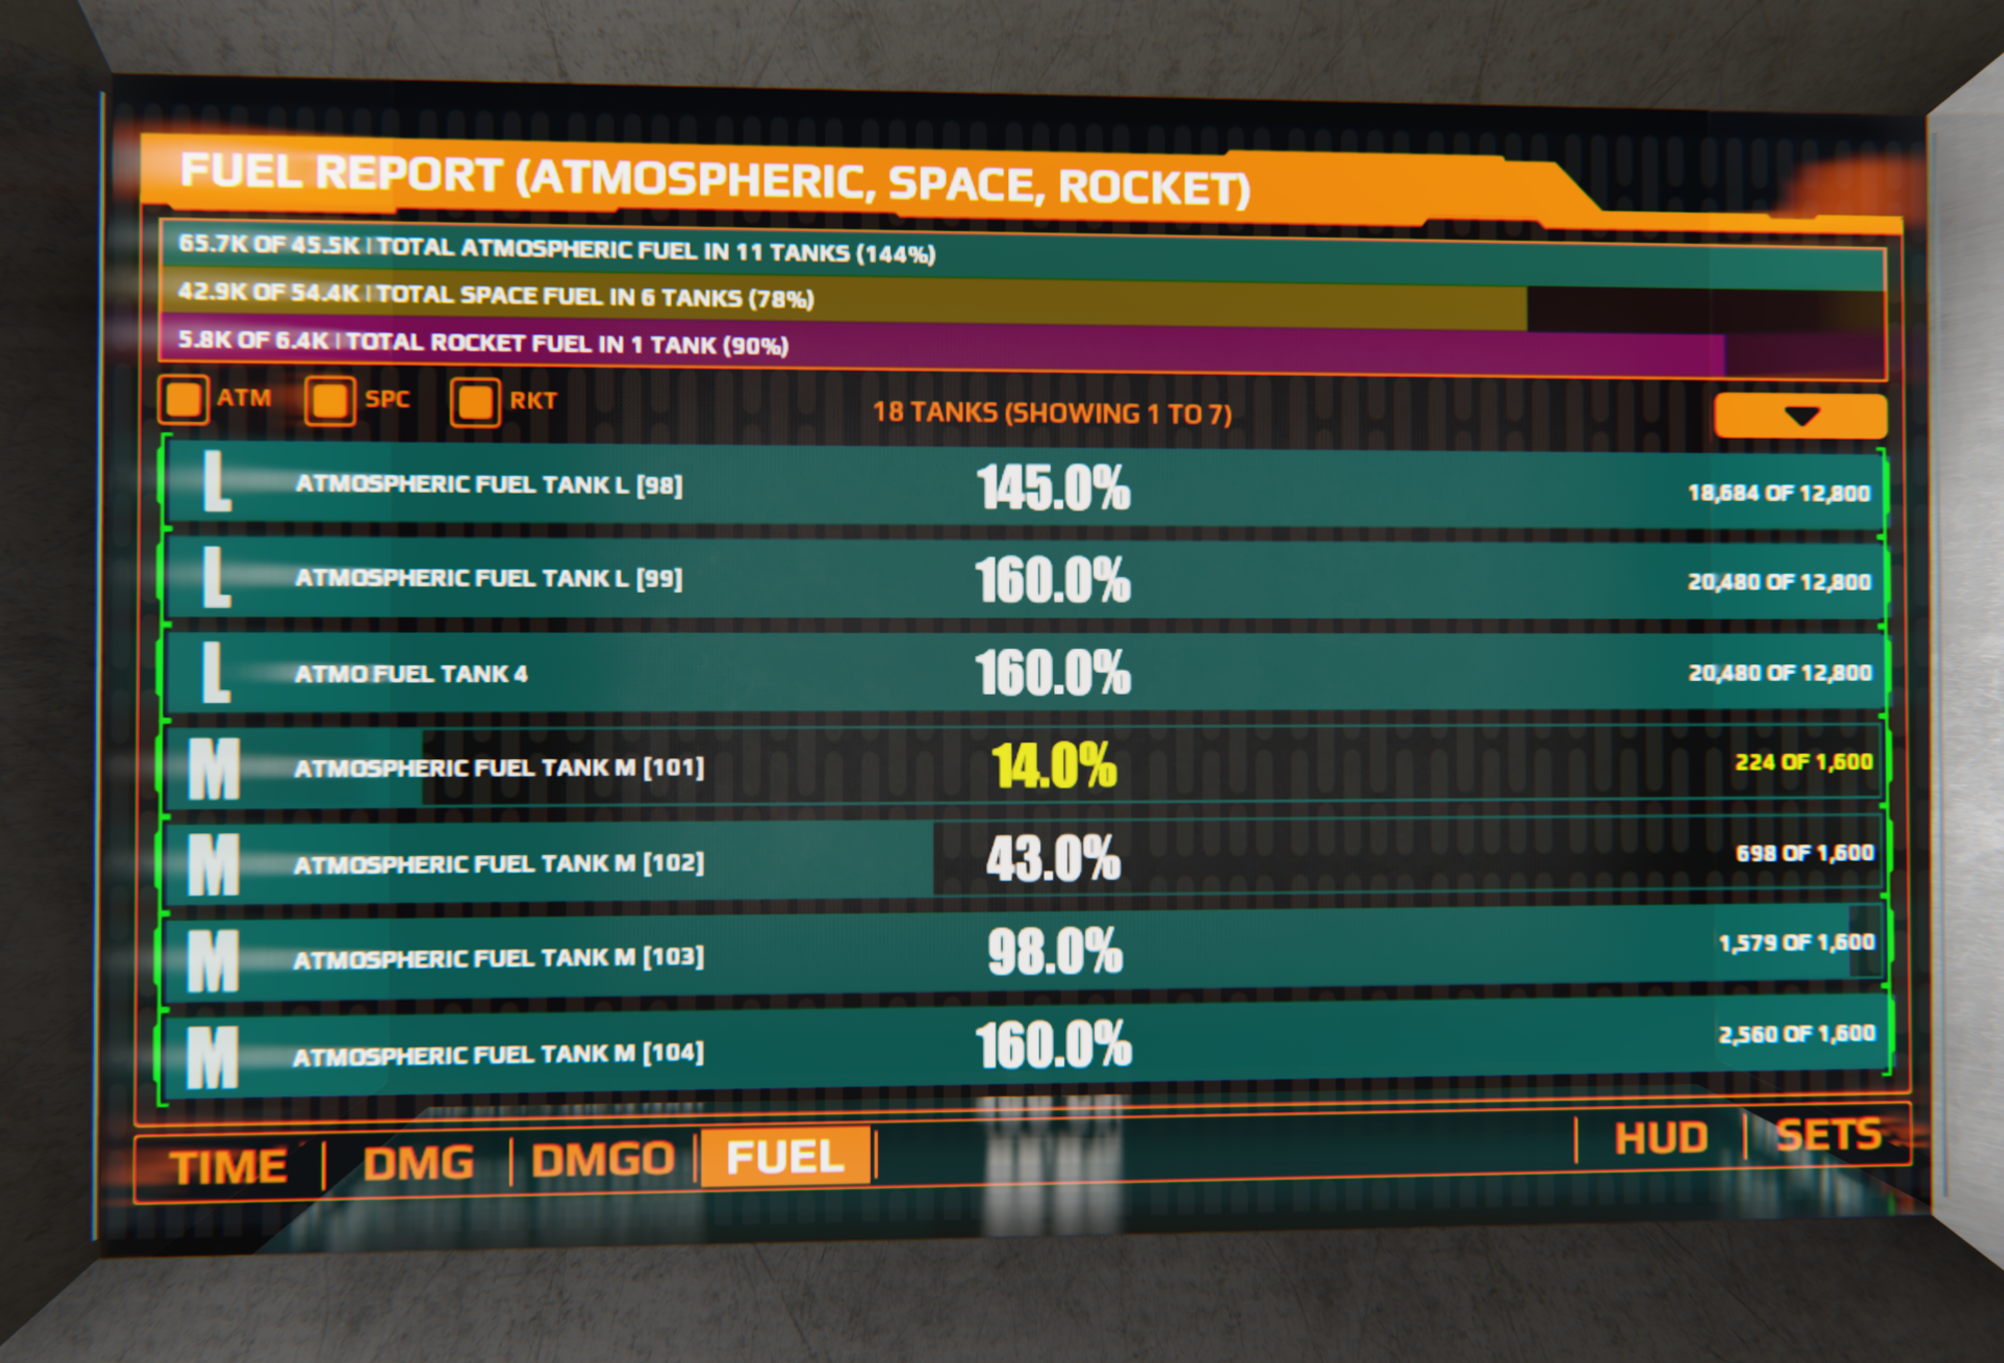 FUEL REPORT (ATMOSPHERIC, SPACE, ROCKET)
65.7K OF 45.5K | TOTAL ATMOSPHERIC FUEL IN 11 TANKS (144%)
42.9K OF 54.4K | TOTAL SPACE FUEL IN 6 TANKS (78%)
5.8K OF 6.4K | TOTAL ROCKET FUEL IN 1 TANK (90%)
ATM SPC RKT 18 TANKS (SHOWING 1 TO 7)
L ATMOSPHERIC FUEL TANK L [98] 145.0% 18,684 OF 12,800
L ATMOSPHERIC FUEL TANK L [99] 160.0% 20,480 OF 12,800
L ATMO FUEL TANK 4 160.0% 20,480 OF 12,800
M ATMOSPHERIC FUEL TANK M [101] 14.0% 224 OF 1,600
M ATMOSPHERIC FUEL TANK M [102] 43.0% 698 OF 1,600
M ATMOSPHERIC FUEL TANK M [103] 98.0% 1,579 OF 1,600
M ATMOSPHERIC FUEL TANK M [104] 160.0% 2,560 OF 1,600
TIME DMG DMGO FUEL HUD SETS